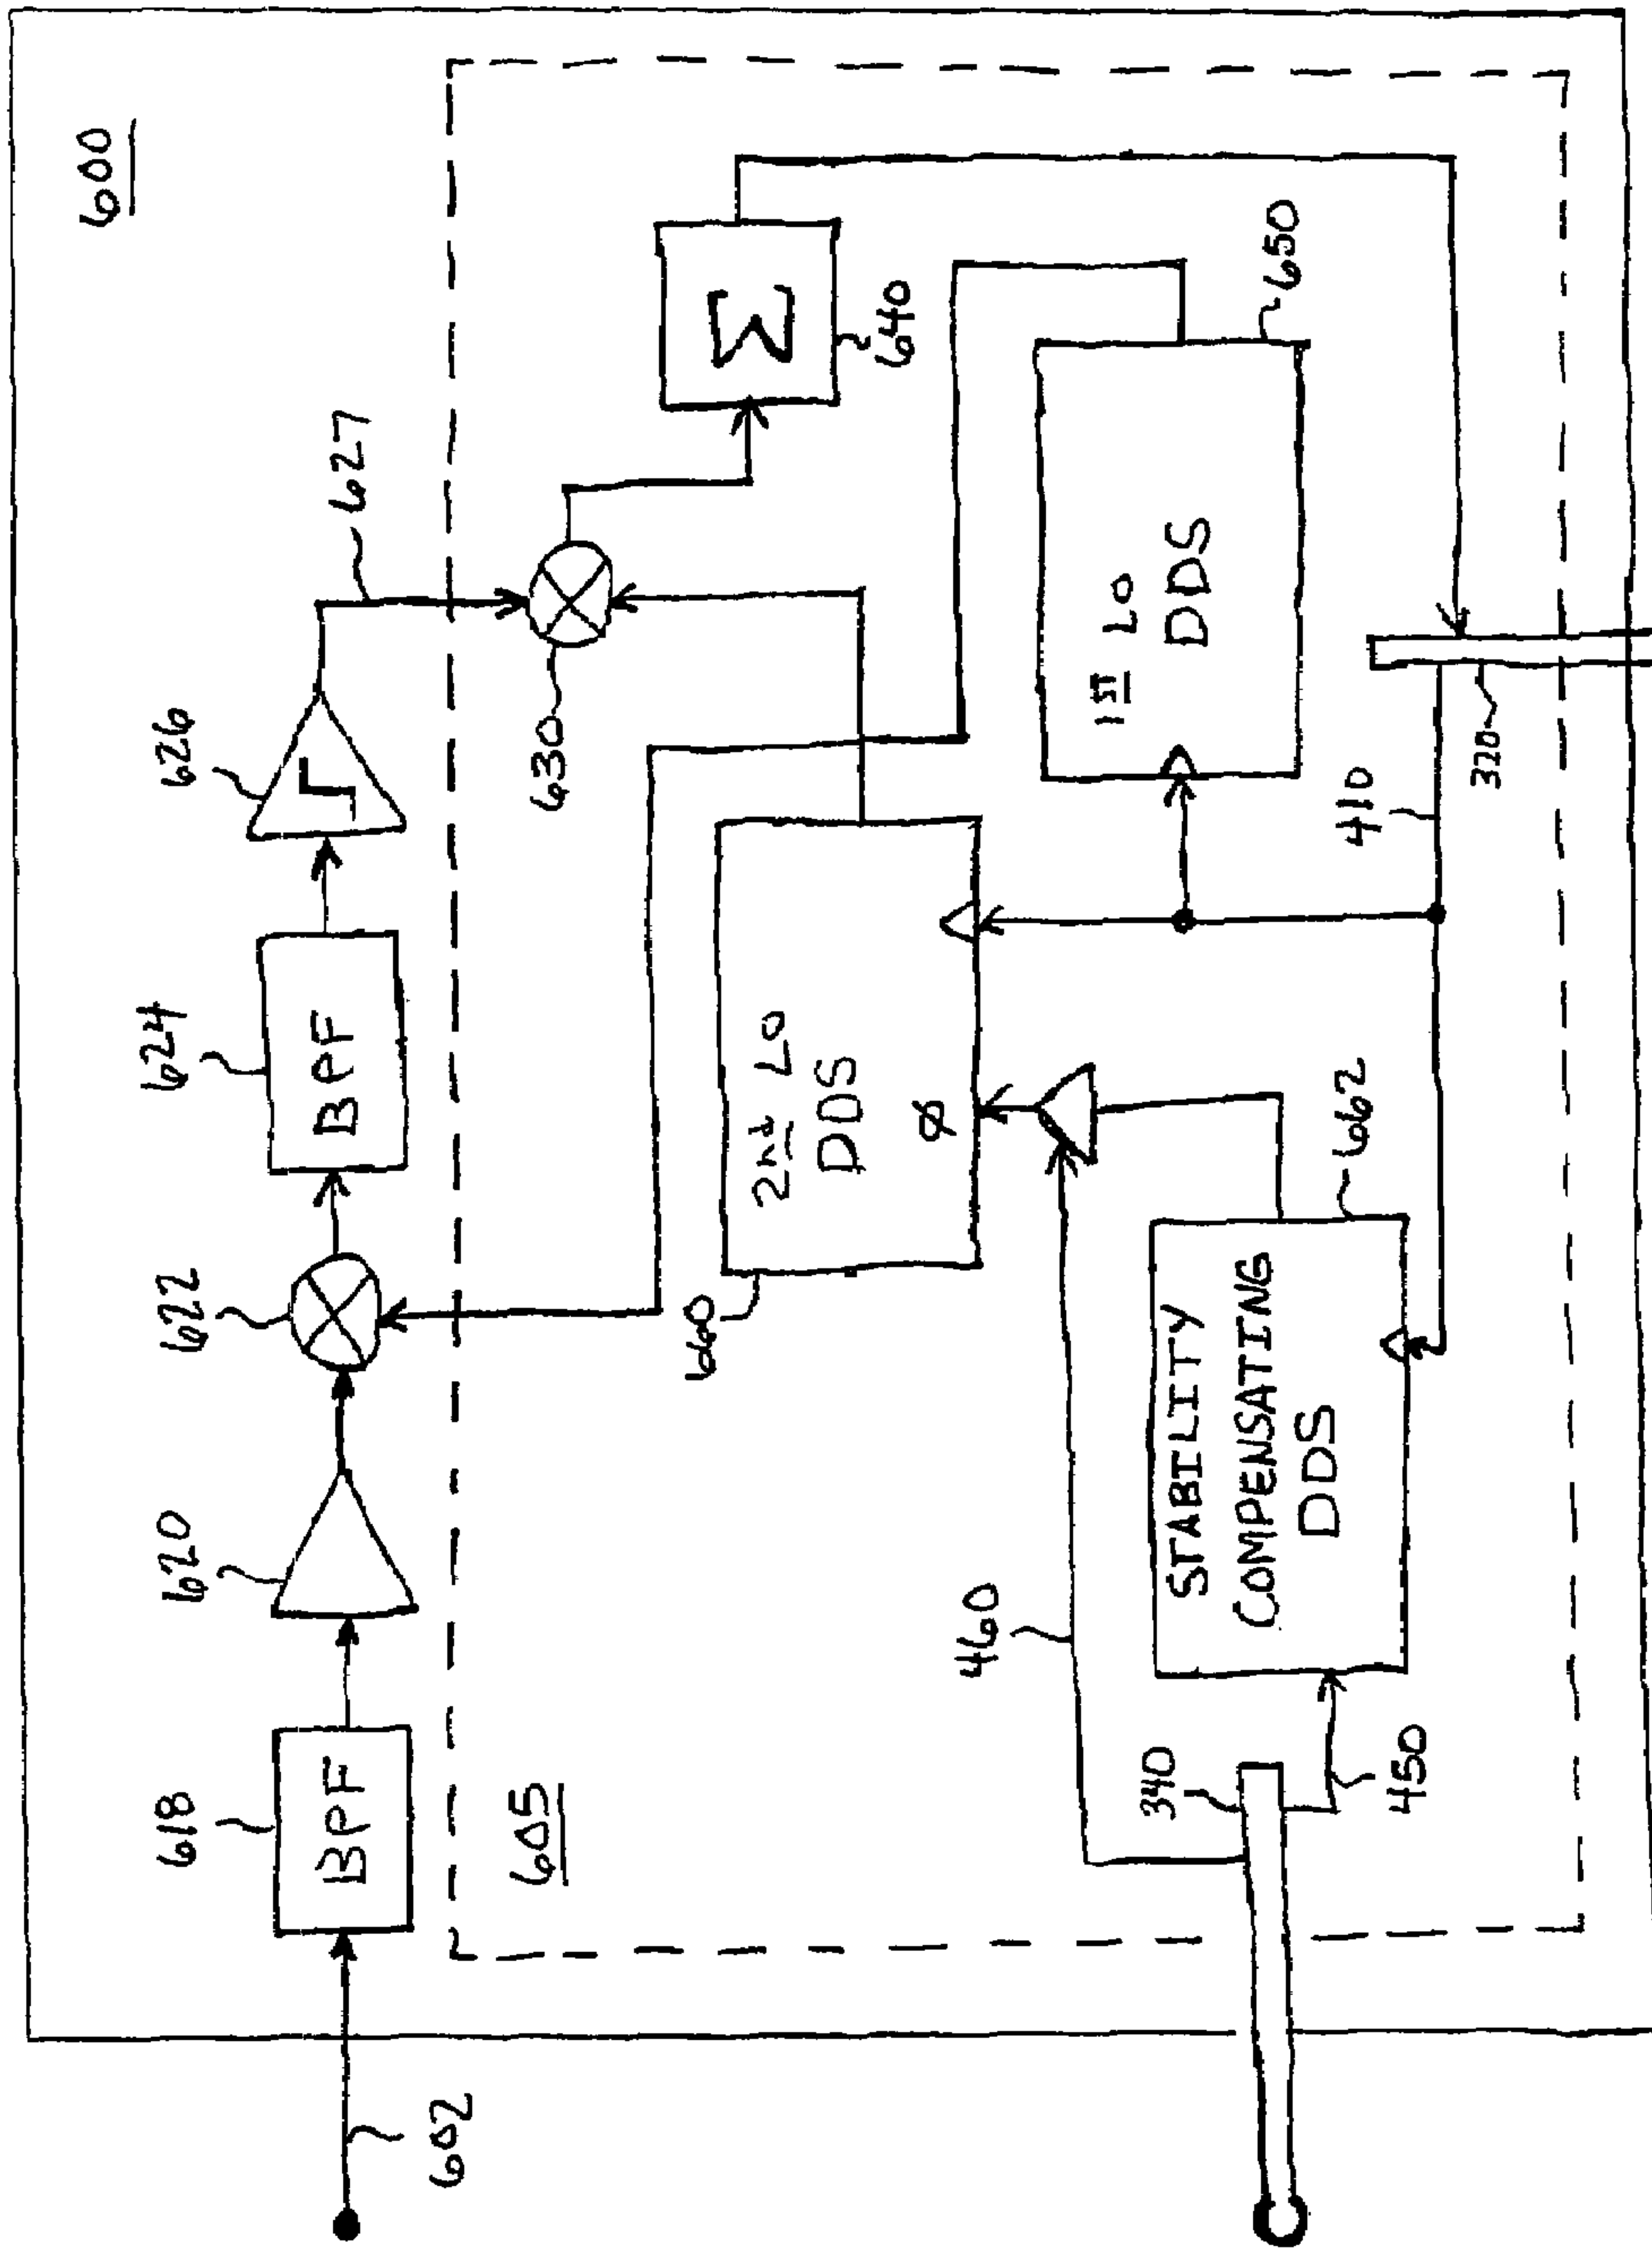 600
618
620
622
624
626
BPF
BPF
627
602
605
630
Σ
640
660
2nd LO
DDS
Ø
460
1ST LO
DDS
650
340
STABILITY
COMPENSATING
DDS
662
450
410
320